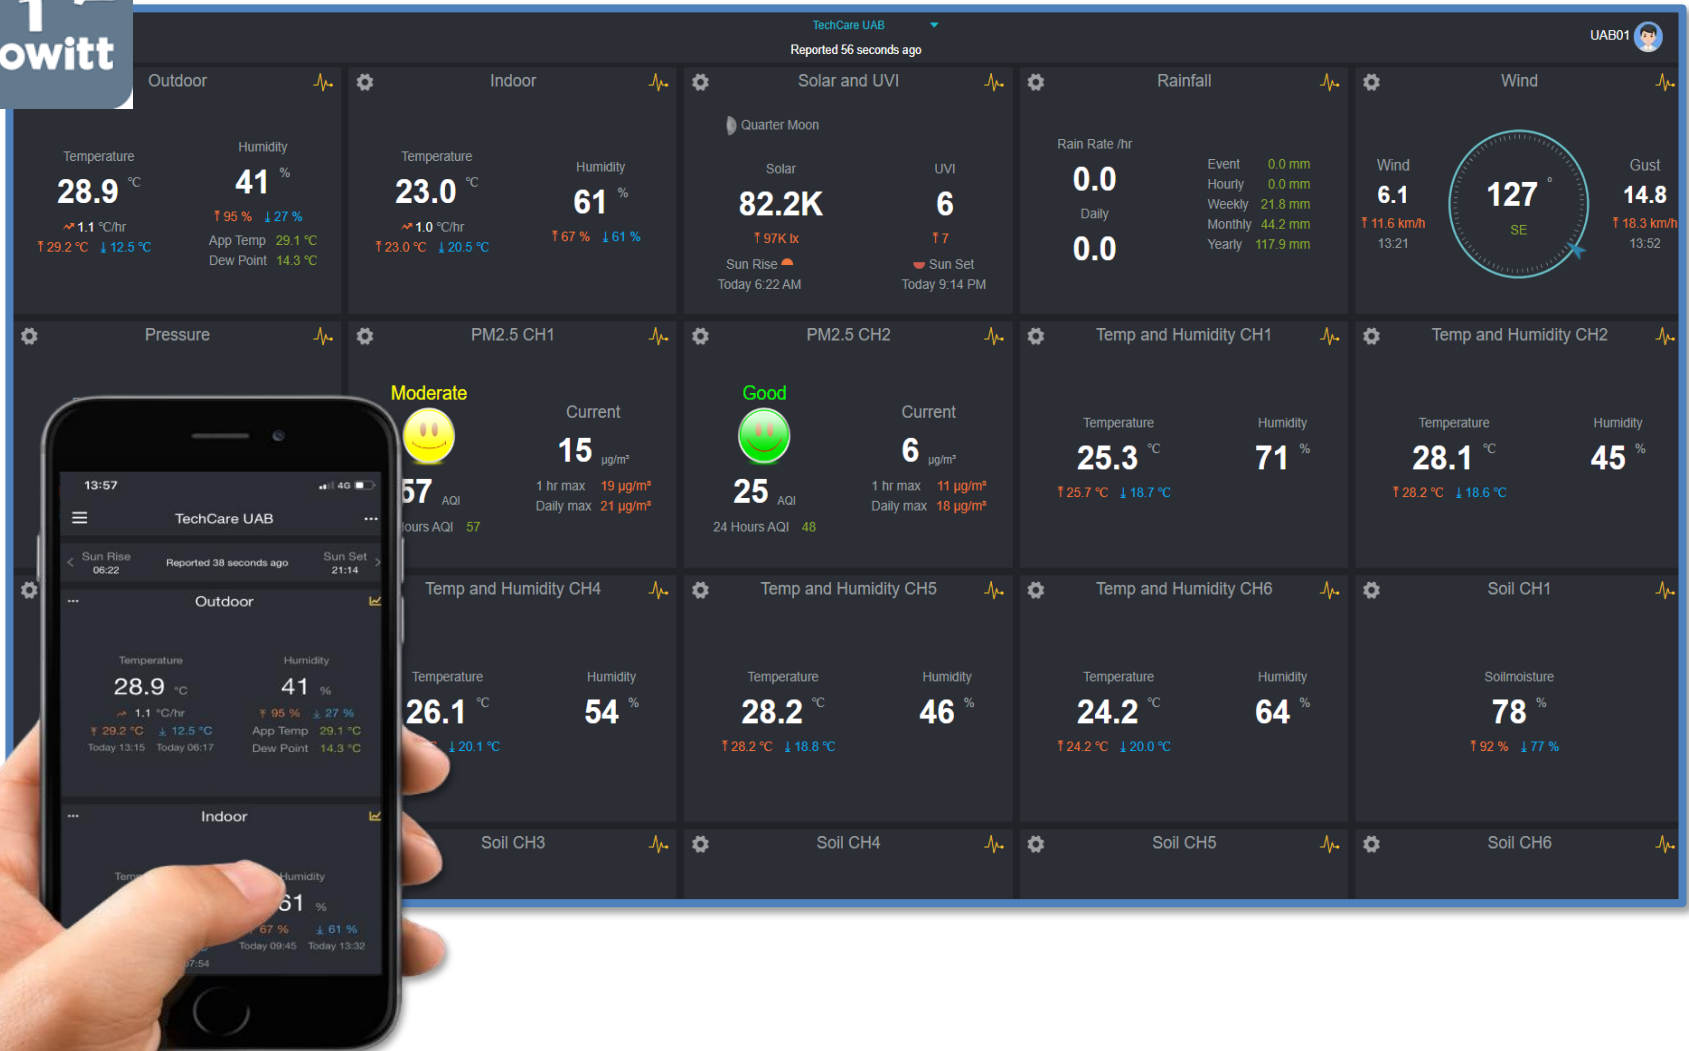 owitt
TechCare UAB
Reported 56 seconds ago
UAB01
Outdoor
Temperature
28.9 °C
1.1 °C/hr
29.2 °C 12.5 °C
Humidity
41 %
95 % 27 %
App Temp 29.1 °C
Dew Point 14.3 °C
Indoor
Temperature
23.0 °C
1.0 °C/hr
23.0 °C 20.5 °C
Humidity
61 %
67 % 61 %
Solar and UVI
Quarter Moon
Solar
82.2K
97K lx
UVI
6
7
Sun Rise
Today 6:22 AM
Sun Set
Today 9:14 PM
Rainfall
Rain Rate /hr
0.0
Daily
0.0
Event 0.0 mm
Hourly 0.0 mm
Weekly 21.8 mm
Monthly 44.2 mm
Yearly 117.9 mm
Wind
Wind
6.1
11.6 km/h
13:21
127 °
SE
Gust
14.8
18.3 km/h
13:52
Pressure
PM2.5 CH1
Moderate
57 AQI
ours AQI 57
Current
15 µg/m³
1 hr max 19 µg/m³
Daily max 21 µg/m³
PM2.5 CH2
Good
25 AQI
24 Hours AQI 48
Current
6 µg/m³
1 hr max 11 µg/m³
Daily max 18 µg/m³
Temp and Humidity CH1
Temperature
25.3 °C
25.7 °C 18.7 °C
Humidity
71 %
Temp and Humidity CH2
Temperature
28.1 °C
28.2 °C 18.6 °C
Humidity
45 %
Temp and Humidity CH4
Temperature
26.1 °C
20.1 °C
Humidity
54 %
Temp and Humidity CH5
Temperature
28.2 °C
28.2 °C 18.8 °C
Humidity
46 %
Temp and Humidity CH6
Temperature
24.2 °C
24.2 °C 20.0 °C
Humidity
64 %
Soil CH1
Soilmoisture
78 %
92 % 77 %
Soil CH3
Soil CH4
Soil CH5
Soil CH6
13:57
4G
TechCare UAB
Sun Rise
06:22
Reported 38 seconds ago
Sun Set
21:14
Outdoor
Temperature
28.9 °C
1.1 °C/hr
29.2 °C 12.5 °C
Today 13:15 Today 06:17
Humidity
41 %
95 % 27 %
App Temp 29.1 °C
Dew Point 14.3 °C
Indoor
Temp
Humidity
61 %
67 % 61 %
Today 09:45 Today 13:32
07:54